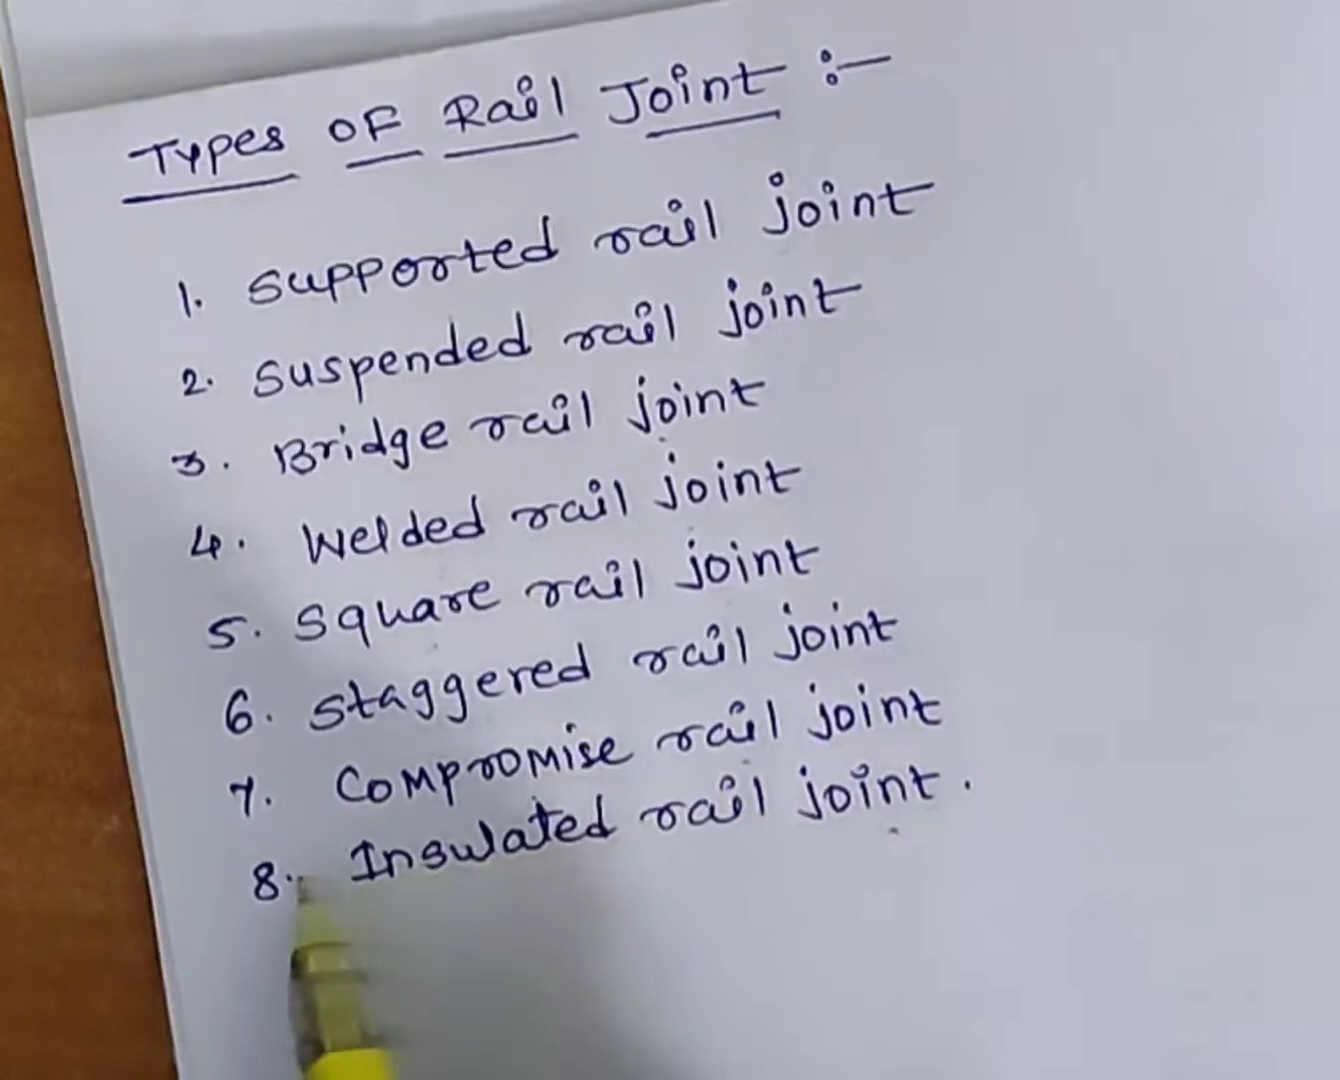 Types OF Rail Joint :-
1. Supported rail joint
2. Suspended rail joint
3. Bridge rail joint
4. Welded rail joint
5. Square rail joint
6. Staggered rail joint
7. Compromise rail joint
8. Insulated rail joint.